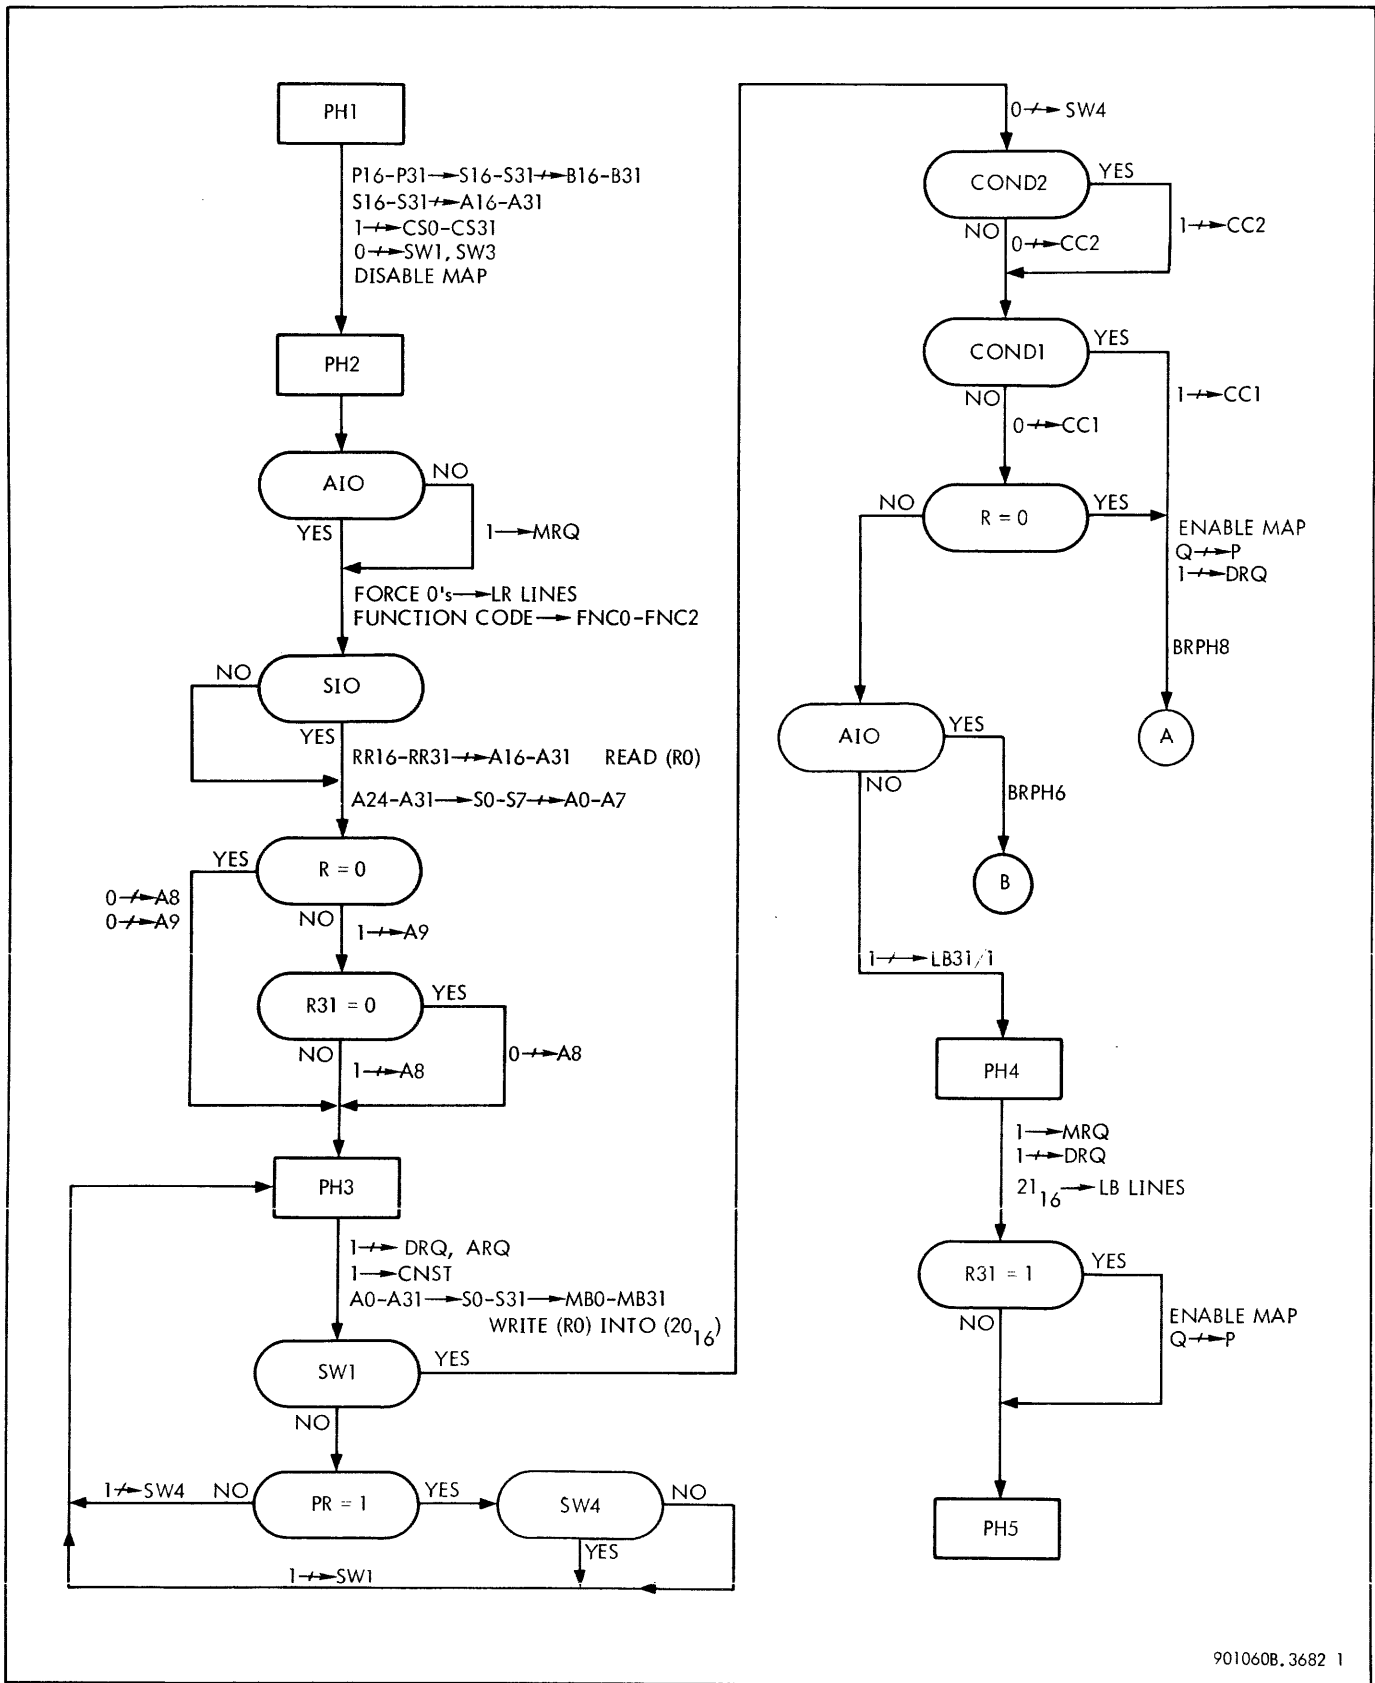 PH1
P16-P31→S16-S31↛B16-B31
S16-S31↛A16-A31
1↛CS0-CS31
0↛SW1, SW3
DISABLE MAP
PH2
AIO
NO
YES
1→MRQ
FORCE 0's→LR LINES
FUNCTION CODE→FNC0-FNC2
NO
SIO
YES
RR16-RR31↛A16-A31 READ (R0)
A24-A31→S0-S7↛A0-A7
YES
R = 0
0↛A8
0↛A9
NO
1↛A9
R31 = 0
YES
NO
0↛A8
1↛A8
PH3
1↛DRQ, ARQ
1→CNST
A0-A31→S0-S31→MB0-MB31
WRITE (R0) INTO (20₁₆)
SW1
YES
NO
1↛SW4
NO
PR = 1
YES
SW4
NO
YES
1↛SW1
0↛SW4
COND2
YES
NO
0↛CC2
1↛CC2
COND1
YES
NO
1↛CC1
0↛CC1
NO
R = 0
YES
ENABLE MAP
Q↛P
1↛DRQ
BRPH8
A
AIO
YES
NO
BRPH6
B
1↛LB31/1
PH4
1→MRQ
1↛DRQ
21₁₆→LB LINES
R31 = 1
YES
NO
ENABLE MAP
Q↛P
PH5
901060B.3682 1